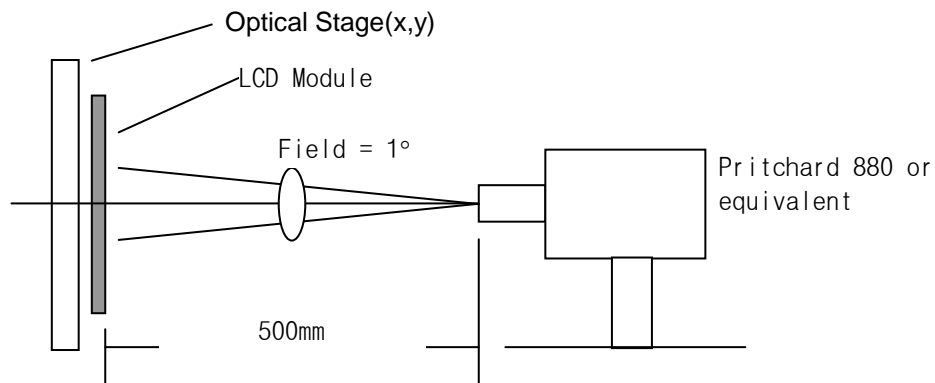 Optical Stage(x,y)
LCD Module
Field = 1°
Pritchard 880 or
equivalent
500mm